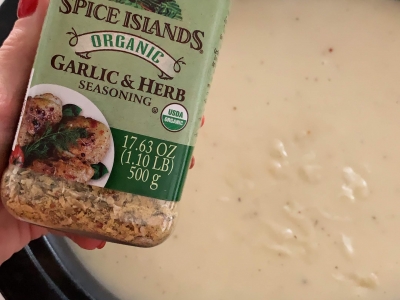 SPICE ISLANDS®
ORGANIC
GARLIC & HERB
SEASONING
USDA
ORGANIC
17.63 OZ
(1.10 LB)
500 g